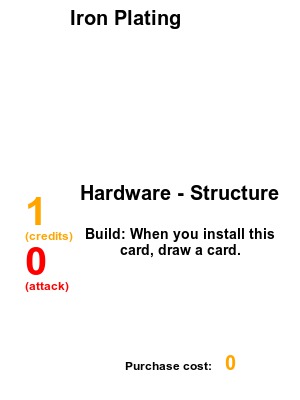 Iron Plating
Hardware - Structure
1
(credits)
0
(attack)
Build: When you install this
card, draw a card.
Purchase cost: 0